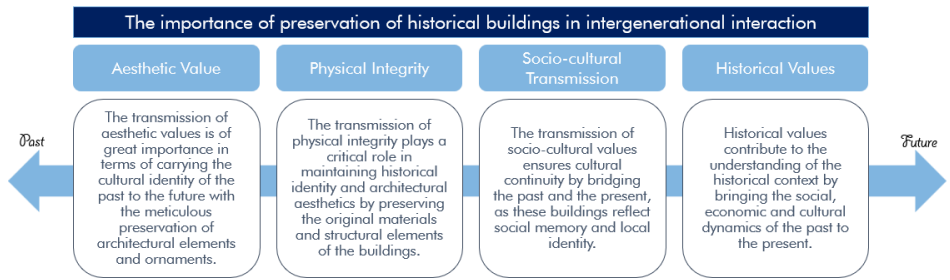 The importance of preservation of historical buildings in intergenerational interaction
Aesthetic Value
Physical Integrity
Socio-cultural
Transmission
Historical Values
Past
The transmission of
aesthetic values is of
great importance in
terms of carrying the
cultural identity of the
past to the future with
the meticulous
preservation of
architectural elements
and ornaments.
The transmission of
physical integrity plays a
critical role in
maintaining historical
identity and architectural
aesthetics by preserving
the original materials
and structural elements
of the buildings.
The transmission of
socio-cultural values
ensures cultural
continuity by bridging
the past and the present,
as these buildings reflect
social memory and local
identity.
Historical values
contribute to the
understanding of the
historical context by
bringing the social,
economic and cultural
dynamics of the past to
the present.
Future